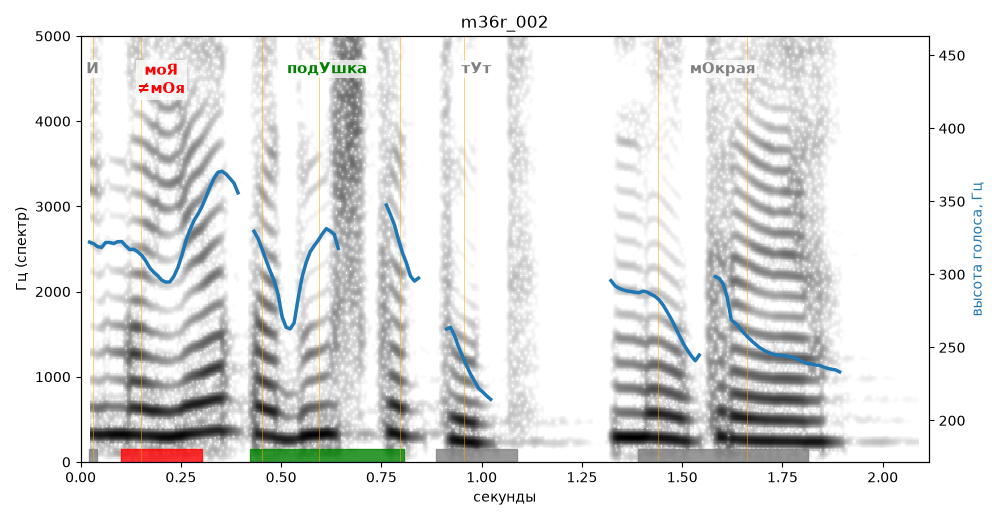 m36r_002
И
моЯ
≠мОя
подУшка
тУт
мОкрая
5000
4000
3000
2000
1000
0
450
400
350
300
250
200
Гц (спектр)
высота голоса, Гц
0.00 0.25 0.50 0.75 1.00 1.25 1.50 1.75 2.00
секунды